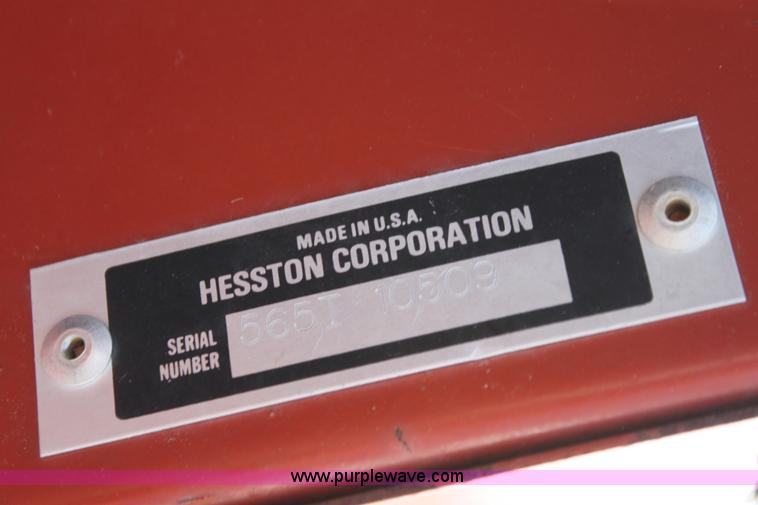 MADE IN U.S.A.
HESSTON CORPORATION
SERIAL
NUMBER
565T 10509
www.purplewave.com